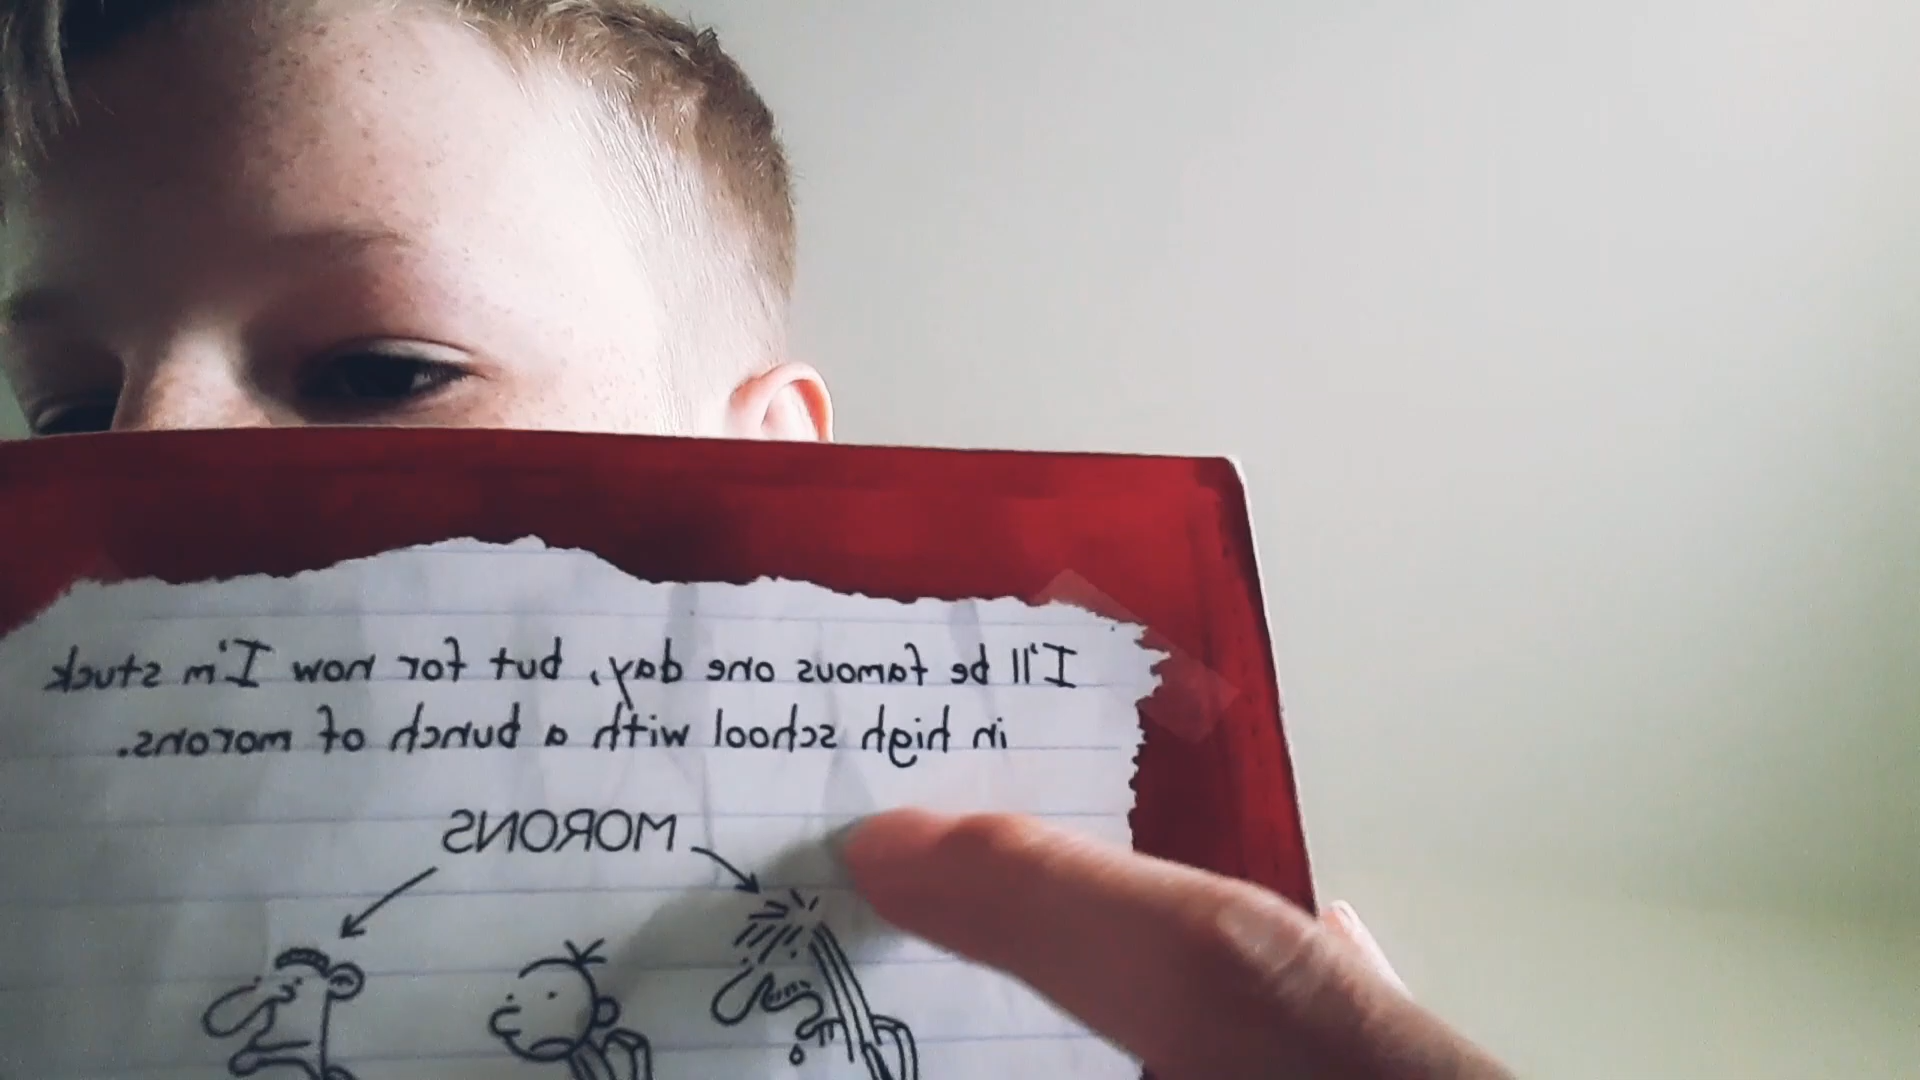 I'll be famous one day, but for now I'm stuck
in high school with a bunch of morons.
MORONS